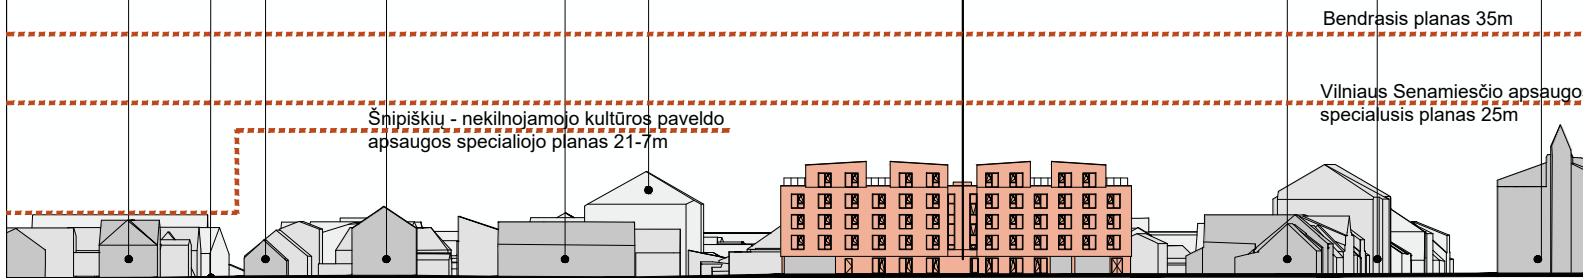 Bendrasis planas 35m
Vilniaus Senamiesčio apsaugos
specialusis planas 25m
Šnipiškių - nekilnojamojo kultūros paveldo
apsaugos specialiojo planas 21-7m